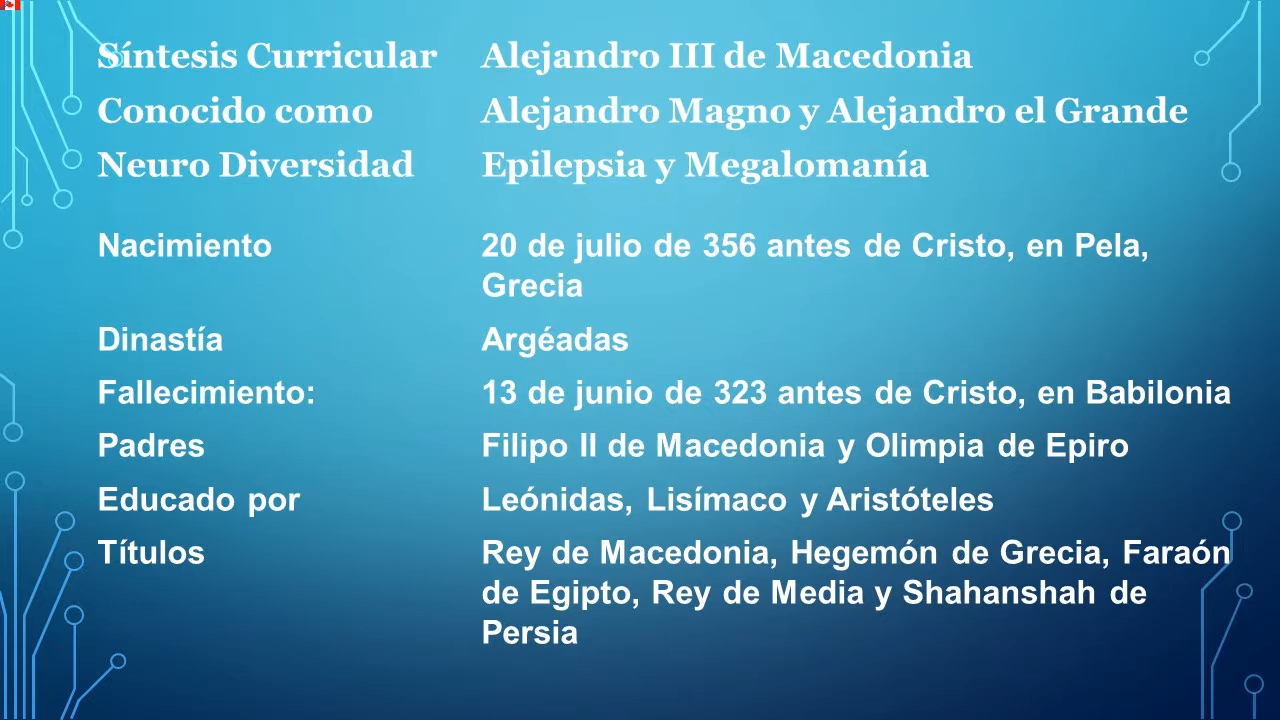 Síntesis Curricular Alejandro III de Macedonia
Conocido como Alejandro Magno y Alejandro el Grande
Neuro Diversidad Epilepsia y Megalomanía
Nacimiento 20 de julio de 356 antes de Cristo, en Pela,
Grecia
Dinastía Argéadas
Fallecimiento: 13 de junio de 323 antes de Cristo, en Babilonia
Padres Filipo II de Macedonia y Olimpia de Epiro
Educado por Leónidas, Lisímaco y Aristóteles
Títulos Rey de Macedonia, Hegemón de Grecia, Faraón
de Egipto, Rey de Media y Shahanshah de
Persia